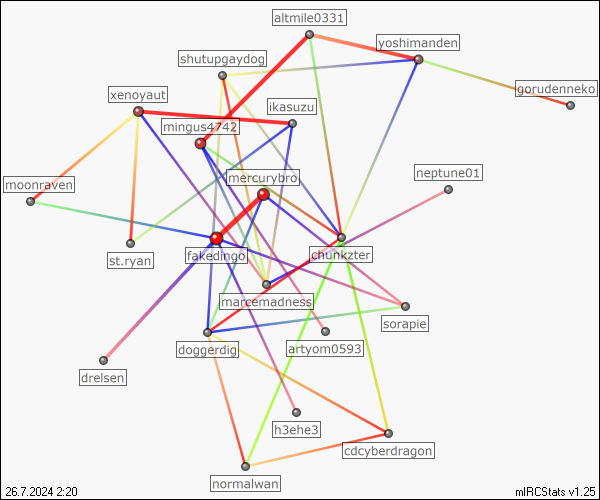 altmile0331
yoshimanden
shutupgaydog
gorudenneko
xenoyaut
ikasuzu
mingus4742
neptune01
mercurybro
moonraven
fakedingo
chunkzter
st.ryan
marcemadness
sorapie
doggerdig
artyom0593
drelsen
h3ehe3
cdcyberdragon
normalwan
26.7.2024 2:20
mIRCStats v1.25